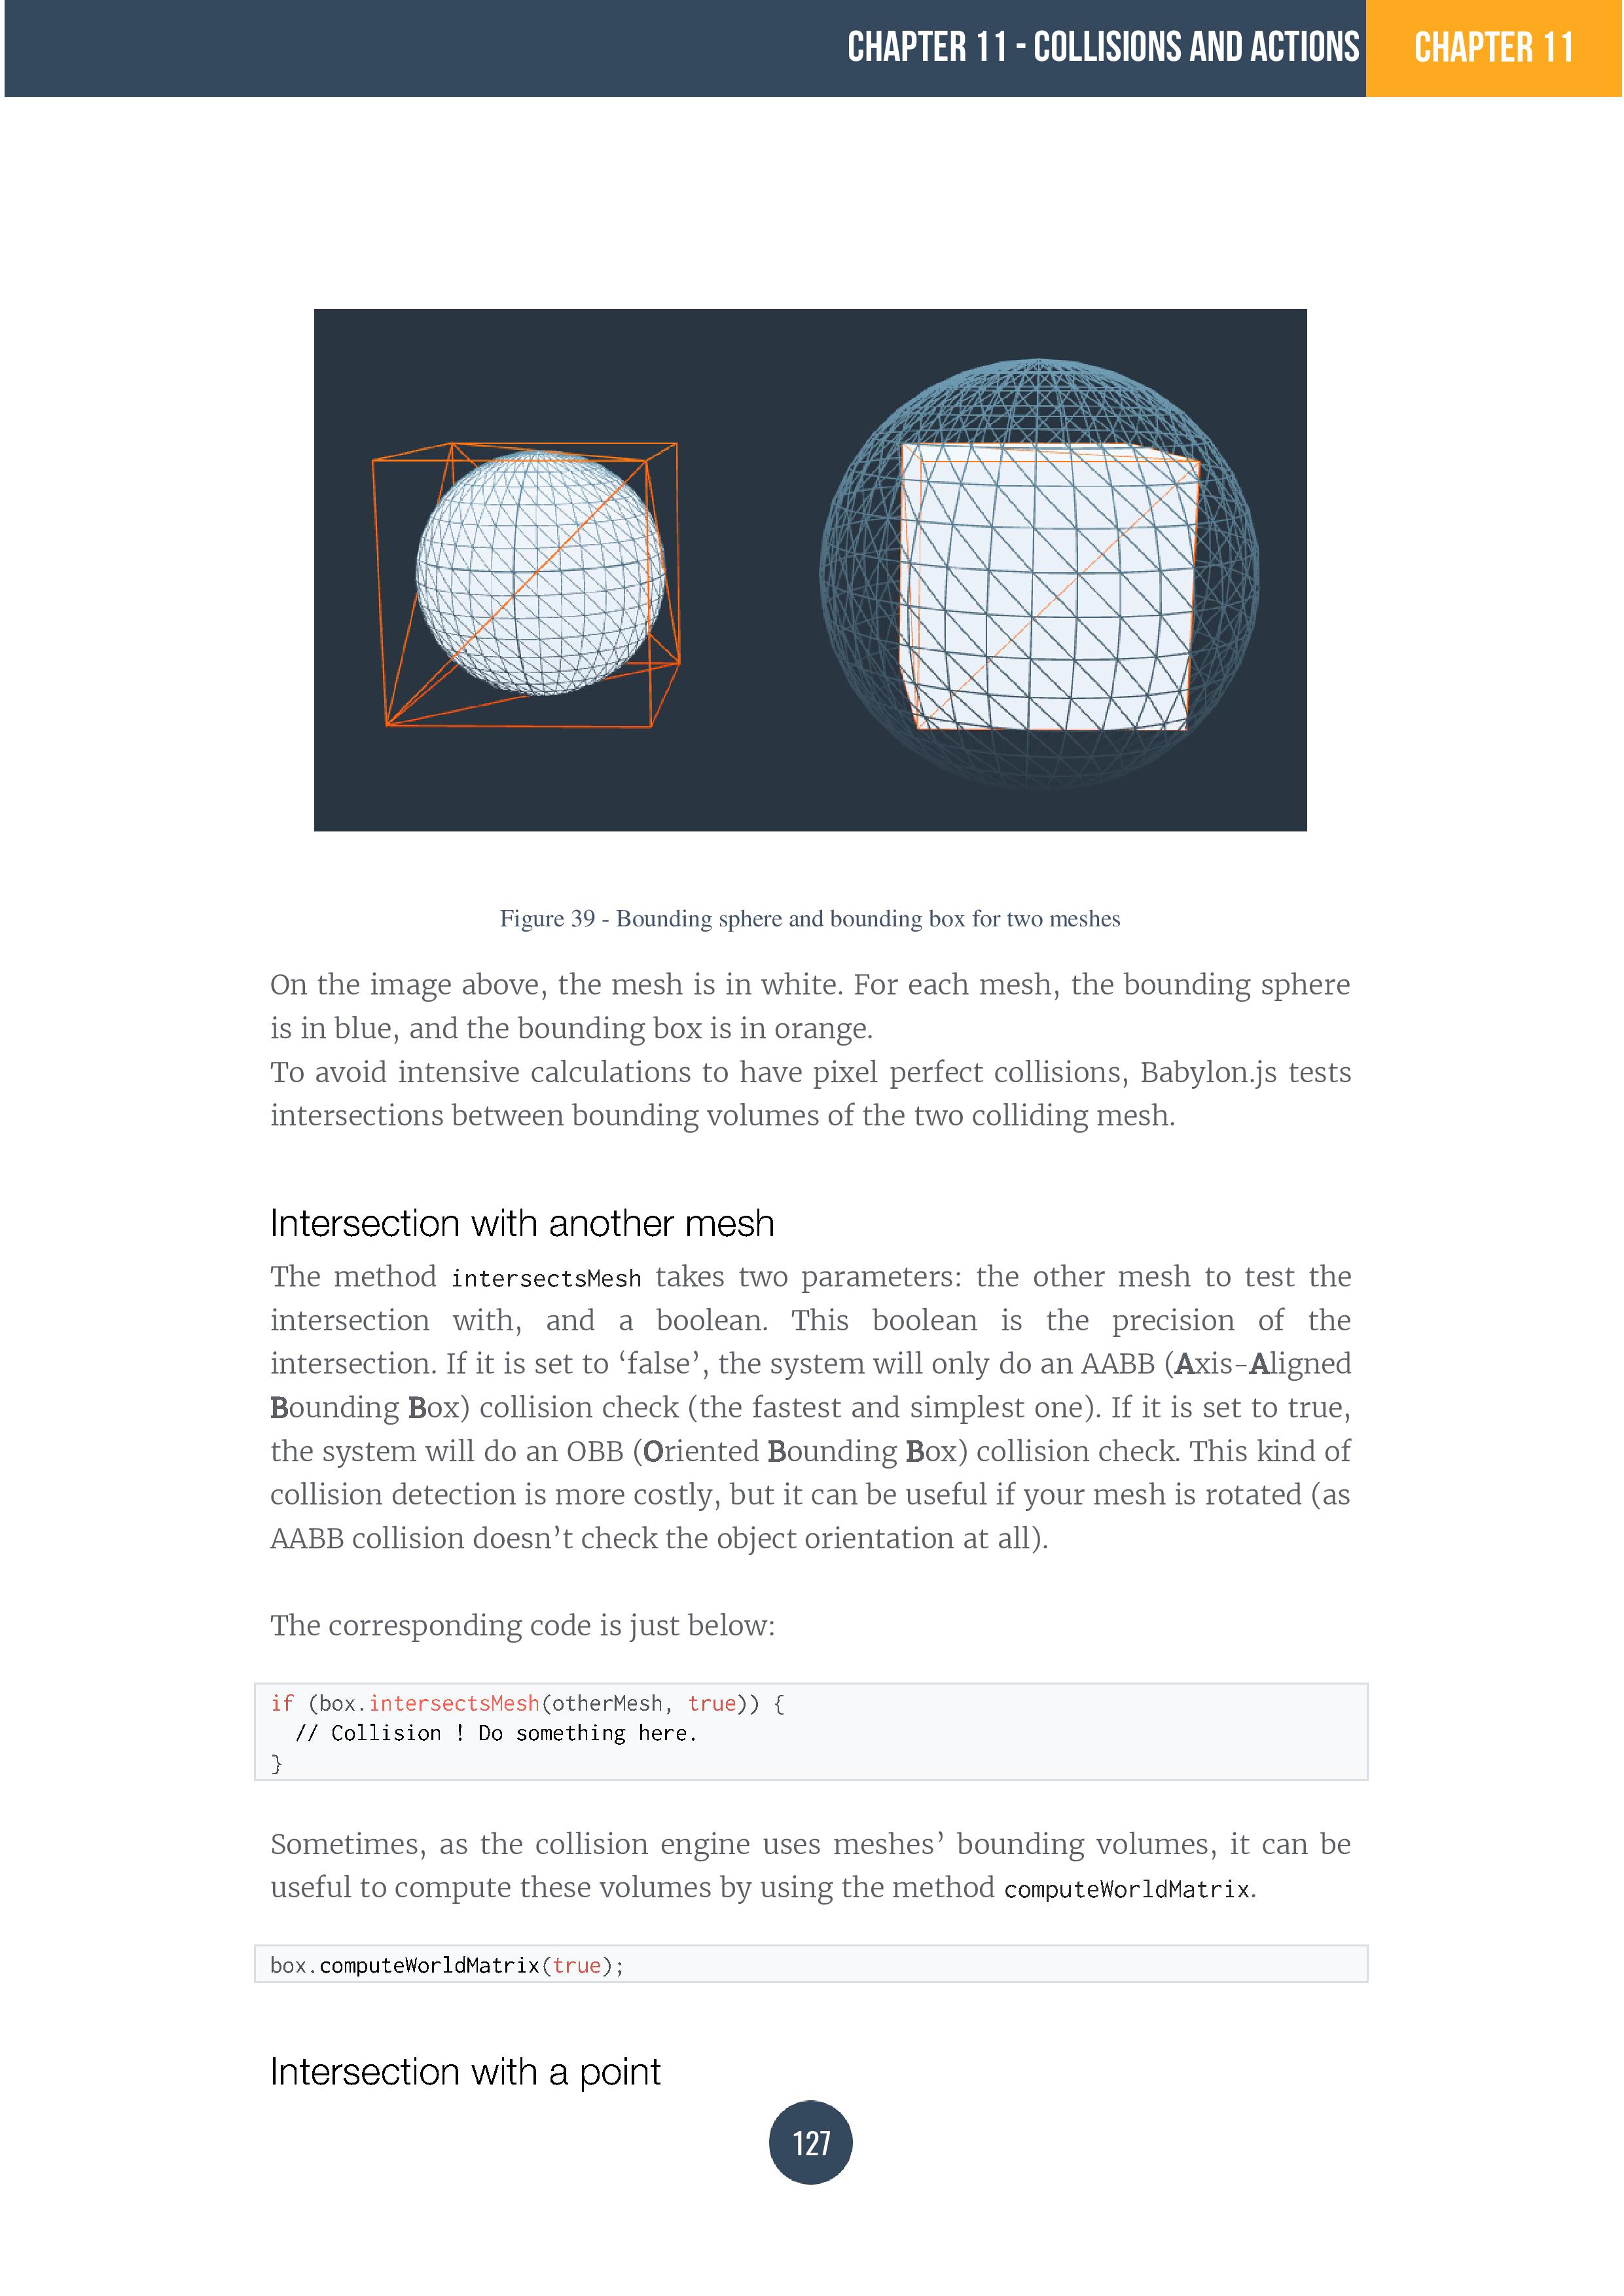 CHAPTER 11 - COLLISIONS AND ACTIONS CHAPTER 11
Figure 39 - Bounding sphere and bounding box for two meshes
On the image above, the mesh is in white. For each mesh, the bounding sphere
is in blue, and the bounding box is in orange.
To avoid intensive calculations to have pixel perfect collisions, Babylon.js tests
intersections between bounding volumes of the two colliding mesh.
Intersection with another mesh
The method intersectsMesh takes two parameters: the other mesh to test the
intersection with, and a boolean. This boolean is the precision of the
intersection. If it is set to ‘false’, the system will only do an AABB (Axis-Aligned
Bounding Box) collision check (the fastest and simplest one). If it is set to true,
the system will do an OBB (Oriented Bounding Box) collision check. This kind of
collision detection is more costly, but it can be useful if your mesh is rotated (as
AABB collision doesn’t check the object orientation at all).
The corresponding code is just below:
if (box.intersectsMesh(otherMesh, true)) {
// Collision ! Do something here.
}
Sometimes, as the collision engine uses meshes’ bounding volumes, it can be
useful to compute these volumes by using the method computeWorldMatrix.
box.computeWorldMatrix(true);
Intersection with a point
127